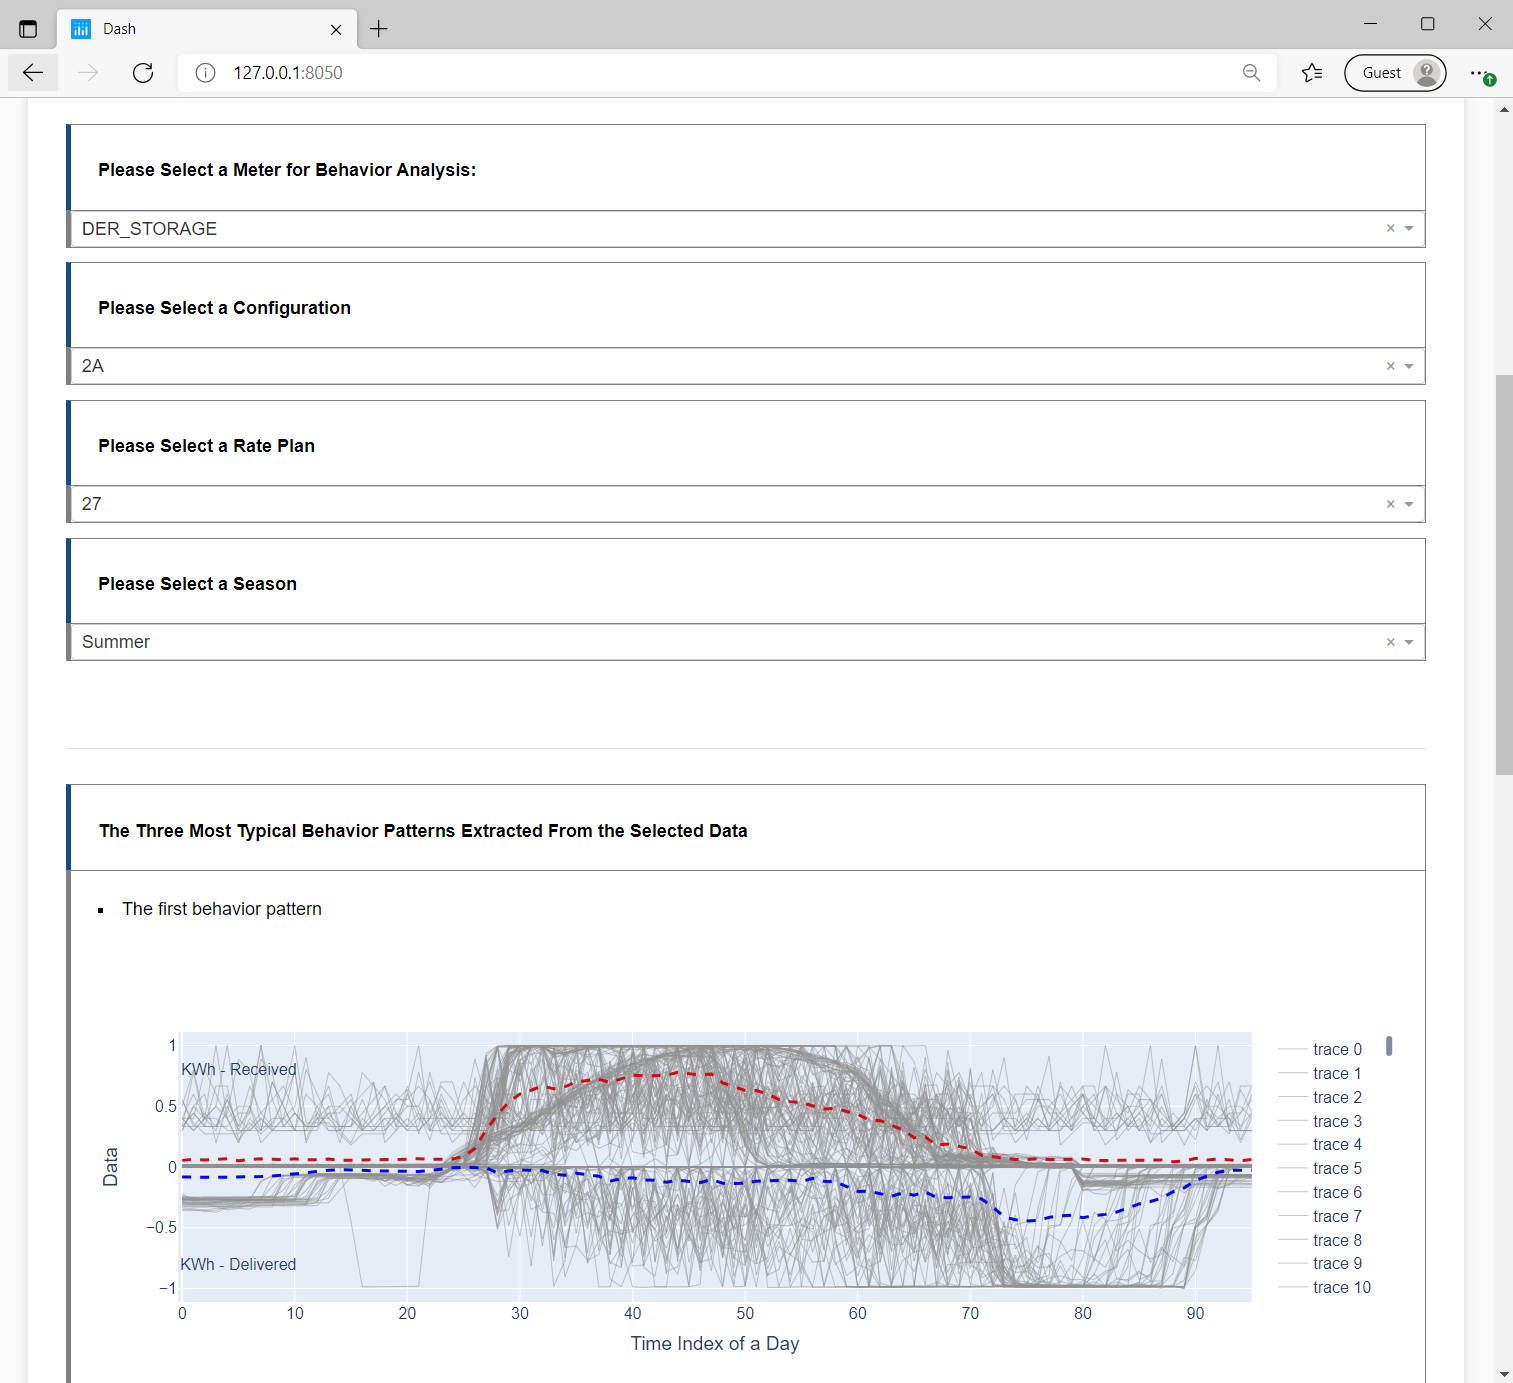 Dash
127.0.0.1:8050
Guest
Please Select a Meter for Behavior Analysis:
DER_STORAGE
Please Select a Configuration
2A
Please Select a Rate Plan
27
Please Select a Season
Summer
The Three Most Typical Behavior Patterns Extracted From the Selected Data
The first behavior pattern
1
0.5
0
−0.5
−1
KWh - Received
KWh - Delivered
Data
0 10 20 30 40 50 60 70 80 90
Time Index of a Day
trace 0
trace 1
trace 2
trace 3
trace 4
trace 5
trace 6
trace 7
trace 8
trace 9
trace 10